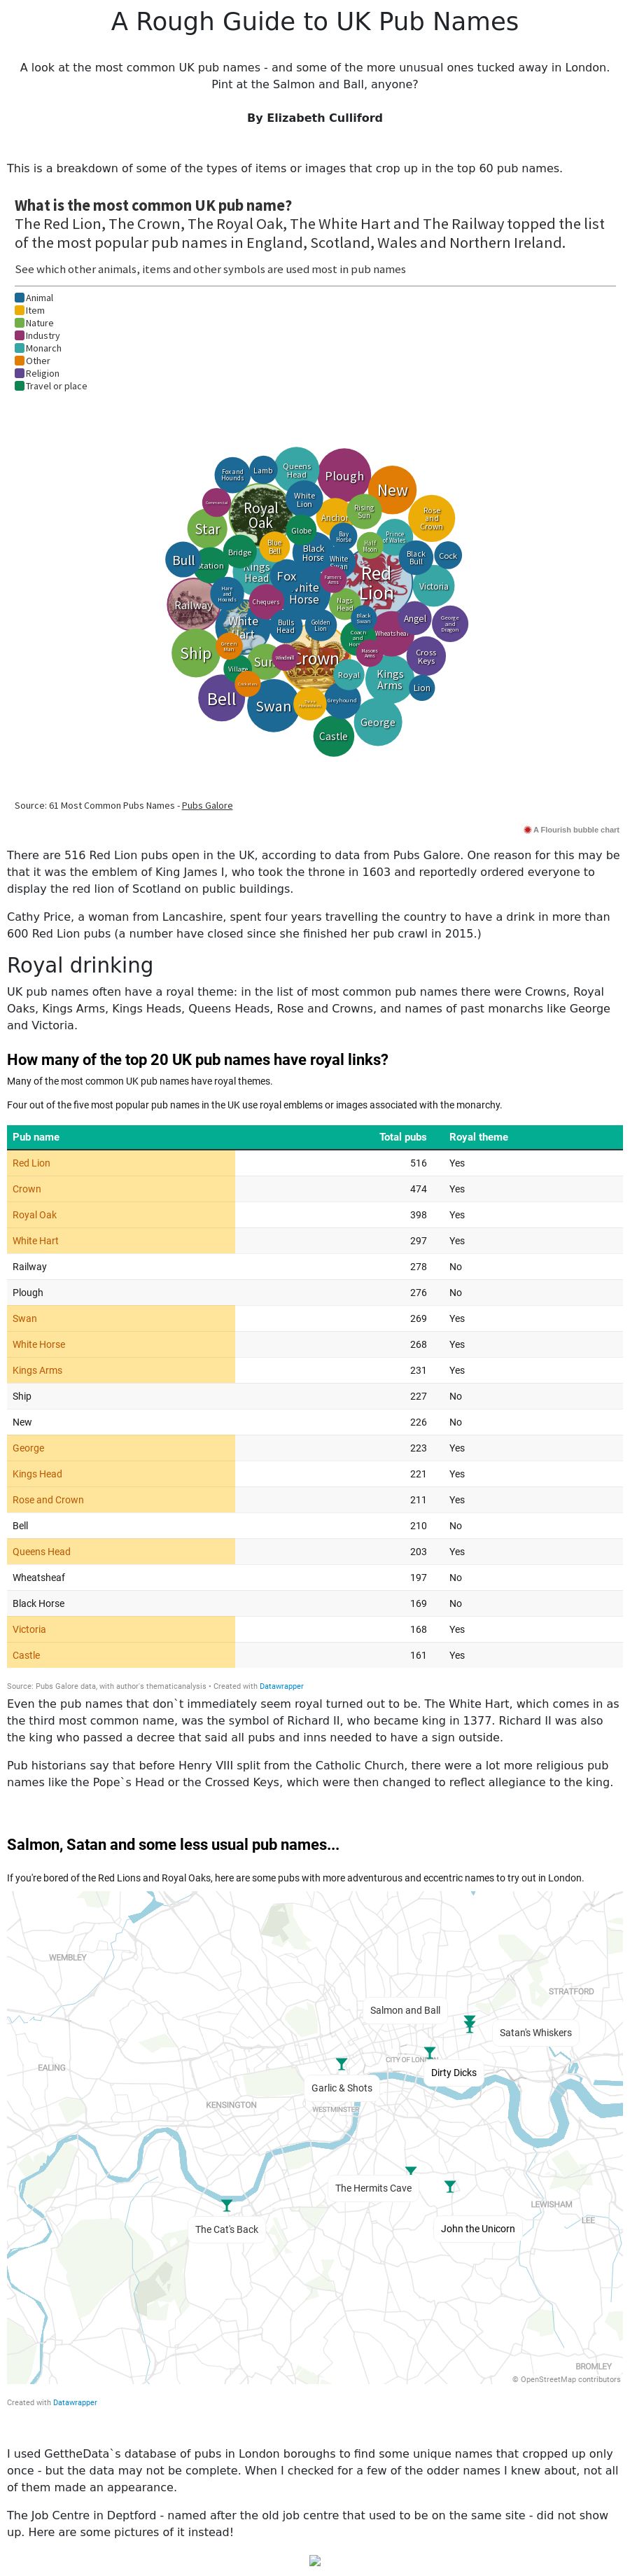 A Rough Guide to UK Pub Names
A look at the most common UK pub names - and some of the more unusual ones tucked away in London.
Pint at the Salmon and Ball, anyone?
By Elizabeth Culliford
This is a breakdown of some of the types of items or images that crop up in the top 60 pub names.
What is the most common UK pub name?
The Red Lion, The Crown, The Royal Oak, The White Hart and The Railway topped the list
of the most popular pub names in England, Scotland, Wales and Northern Ireland.
See which other animals, items and other symbols are used most in pub names
Animal
Item
Nature
Industry
Monarch
Other
Religion
Travel or place
Fox and
Hounds
Lamb
Queens
Head
Plough
New
White
Lion
Royal
Oak
Anchor
Rising
Sun
Rose
and
Crown
Star
Globe
Bay
Horse
Prince
of Wales
Blue
Bell
Half
Moon
Bull
Station
Bridge
Black
Horse
White
Swan
Black
Bull
Cock
Kings
Head
Fox
Red
Lion
Victoria
Hare
and
Hounds
Chequers
White
Horse
Nags
Head
Railway
White
Hart
Bulls
Head
Golden
Lion
Black
Swan
Angel
George
and
Dragon
Coach
and
Wheatsheaf
Green
Man
Ship
Village
Sun
Windmill
Crown
Masons
Arms
Cross
Keys
Royal
Kings
Arms
Lion
Bell
Swan
Greyhound
George
Castle
Source: 61 Most Common Pubs Names - Pubs Galore
A Flourish bubble chart
There are 516 Red Lion pubs open in the UK, according to data from Pubs Galore. One reason for this may be
that it was the emblem of King James I, who took the throne in 1603 and reportedly ordered everyone to
display the red lion of Scotland on public buildings.
Cathy Price, a woman from Lancashire, spent four years travelling the country to have a drink in more than
600 Red Lion pubs (a number have closed since she finished her pub crawl in 2015.)
Royal drinking
UK pub names often have a royal theme: in the list of most common pub names there were Crowns, Royal
Oaks, Kings Arms, Kings Heads, Queens Heads, Rose and Crowns, and names of past monarchs like George
and Victoria.
How many of the top 20 UK pub names have royal links?
Many of the most common UK pub names have royal themes.
Four out of the five most popular pub names in the UK use royal emblems or images associated with the monarchy.
Pub name Total pubs Royal theme
Red Lion 516 Yes
Crown 474 Yes
Royal Oak 398 Yes
White Hart 297 Yes
Railway 278 No
Plough 276 No
Swan 269 Yes
White Horse 268 Yes
Kings Arms 231 Yes
Ship 227 No
New 226 No
George 223 Yes
Kings Head 221 Yes
Rose and Crown 211 Yes
Bell 210 No
Queens Head 203 Yes
Wheatsheaf 197 No
Black Horse 169 No
Victoria 168 Yes
Castle 161 Yes
Source: Pubs Galore data, with author's thematicanalysis • Created with Datawrapper
Even the pub names that don`t immediately seem royal turned out to be. The White Hart, which comes in as
the third most common name, was the symbol of Richard II, who became king in 1377. Richard II was also
the king who passed a decree that said all pubs and inns needed to have a sign outside.
Pub historians say that before Henry VIII split from the Catholic Church, there were a lot more religious pub
names like the Pope`s Head or the Crossed Keys, which were then changed to reflect allegiance to the king.
Salmon, Satan and some less usual pub names...
If you're bored of the Red Lions and Royal Oaks, here are some pubs with more adventurous and eccentric names to try out in London.
WEMBLEY
STRATFORD
Salmon and Ball
Satan's Whiskers
CITY OF LONDON
EALING
Dirty Dicks
Garlic & Shots
KENSINGTON
WESTMINSTER
The Hermits Cave
LEWISHAM
LEE
The Cat's Back
John the Unicorn
BROMLEY
© OpenStreetMap contributors
Created with Datawrapper
I used GettheData`s database of pubs in London boroughs to find some unique names that cropped up only
once - but the data may not be complete. When I checked for a few of the odder names I knew about, not all
of them made an appearance.
The Job Centre in Deptford - named after the old job centre that used to be on the same site - did not show
up. Here are some pictures of it instead!